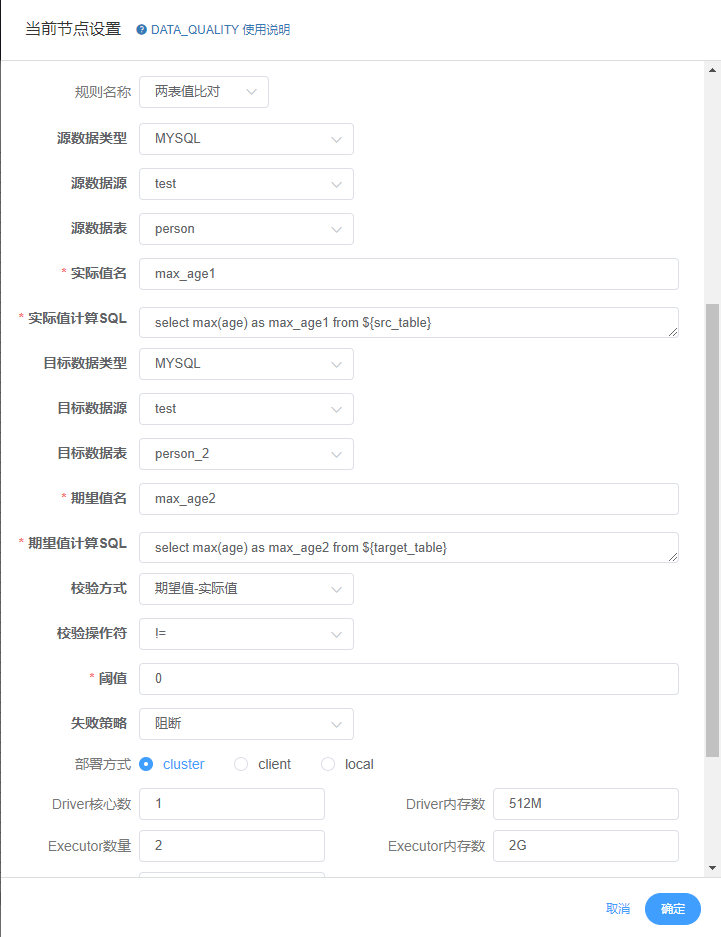 当前节点设置 DATA_QUALITY 使用说明
规则名称 两表值比对
源数据类型 MYSQL
源数据源 test
源数据表 person
* 实际值名 max_age1
* 实际值计算SQL select max(age) as max_age1 from ${src_table}
目标数据类型 MYSQL
目标数据源 test
目标数据表 person_2
* 期望值名 max_age2
* 期望值计算SQL select max(age) as max_age2 from ${target_table}
校验方式 期望值-实际值
校验操作符 !=
* 阈值 0
失败策略 阻断
部署方式 cluster client local
Driver核心数 1 Driver内存数 512M
Executor数量 2 Executor内存数 2G
取消 确定